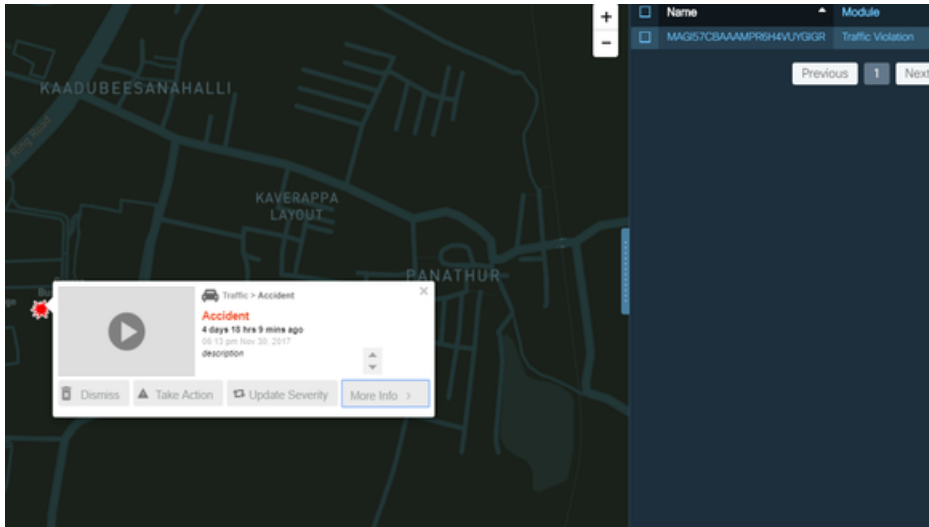 +
−
Name Module
MAGI57CBAAAMPR6H4VUYGIGR Traffic Violation
Previous 1 Next
KAADUBEESANAHALLI
Ring Road
KAVERAPPA
LAYOUT
PANATHUR
Traffic > Accident
Accident
4 days 18 hrs 9 mins ago
06:13 pm Nov 30, 2017
description
Dismiss Take Action Update Severity More Info >